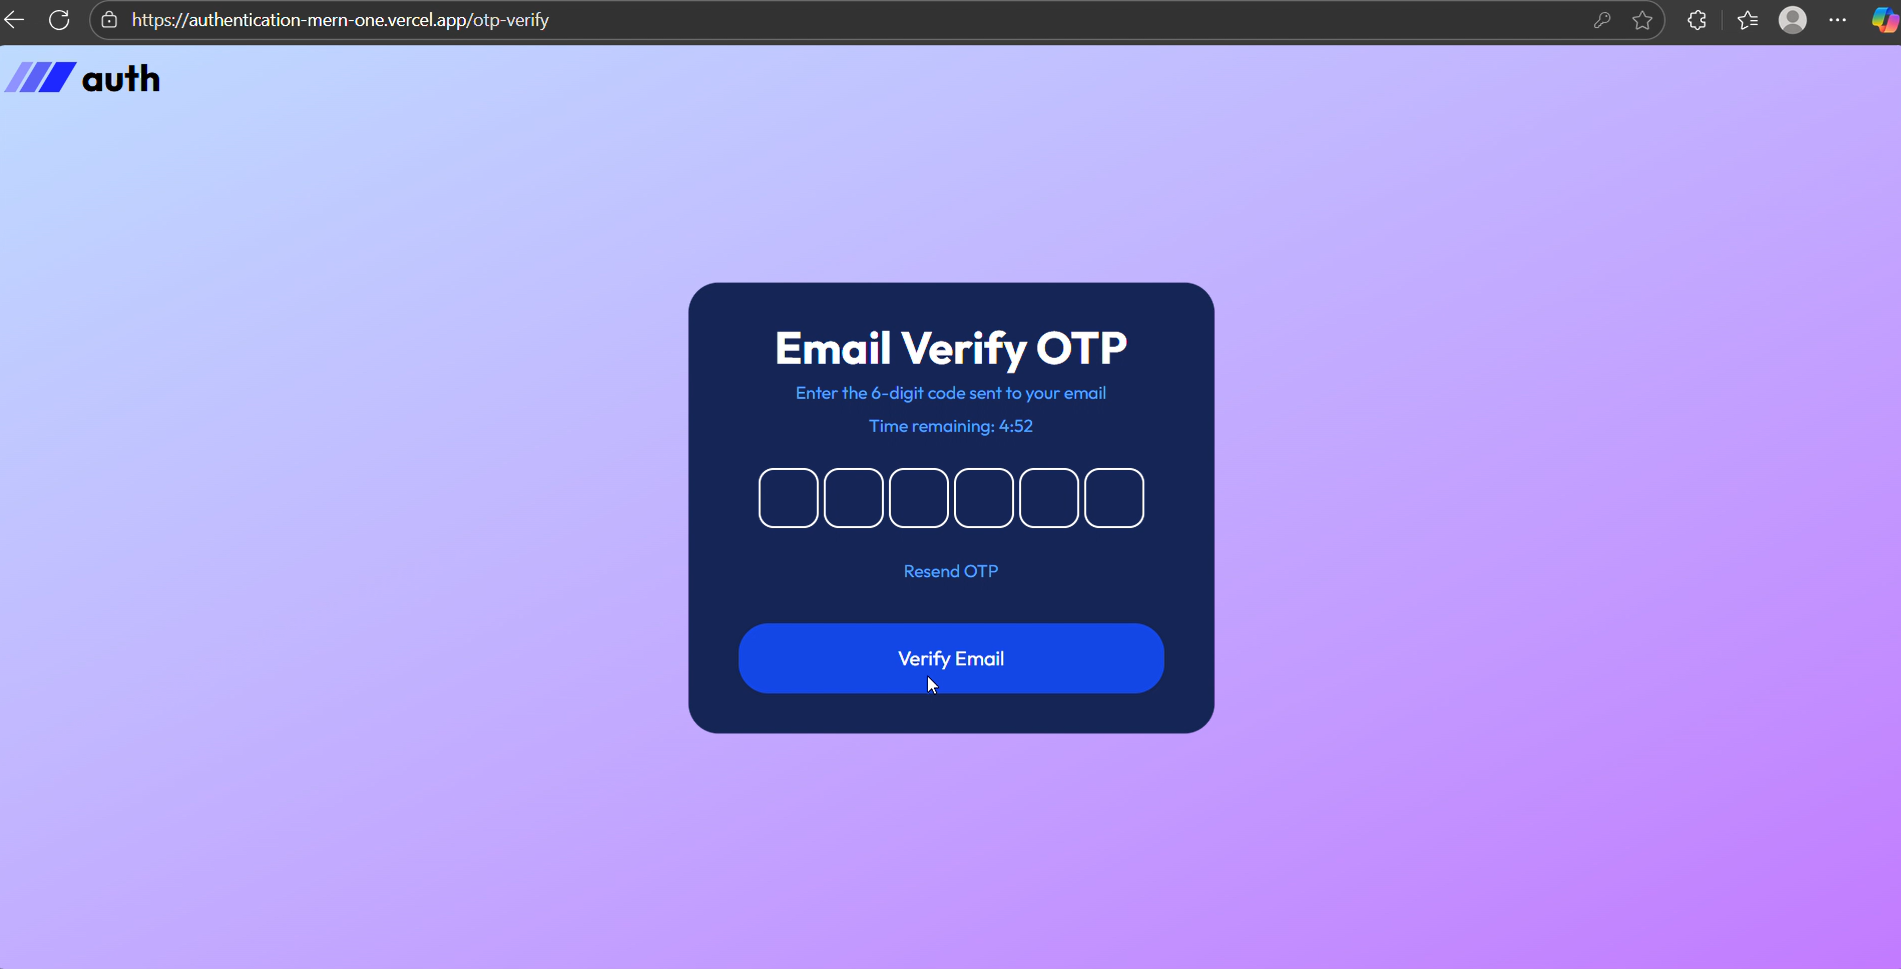 https://authentication-mern-one.vercel.app/otp-verify
auth
Email Verify OTP
Enter the 6-digit code sent to your email
Time remaining: 4:52
Resend OTP
Verify Email